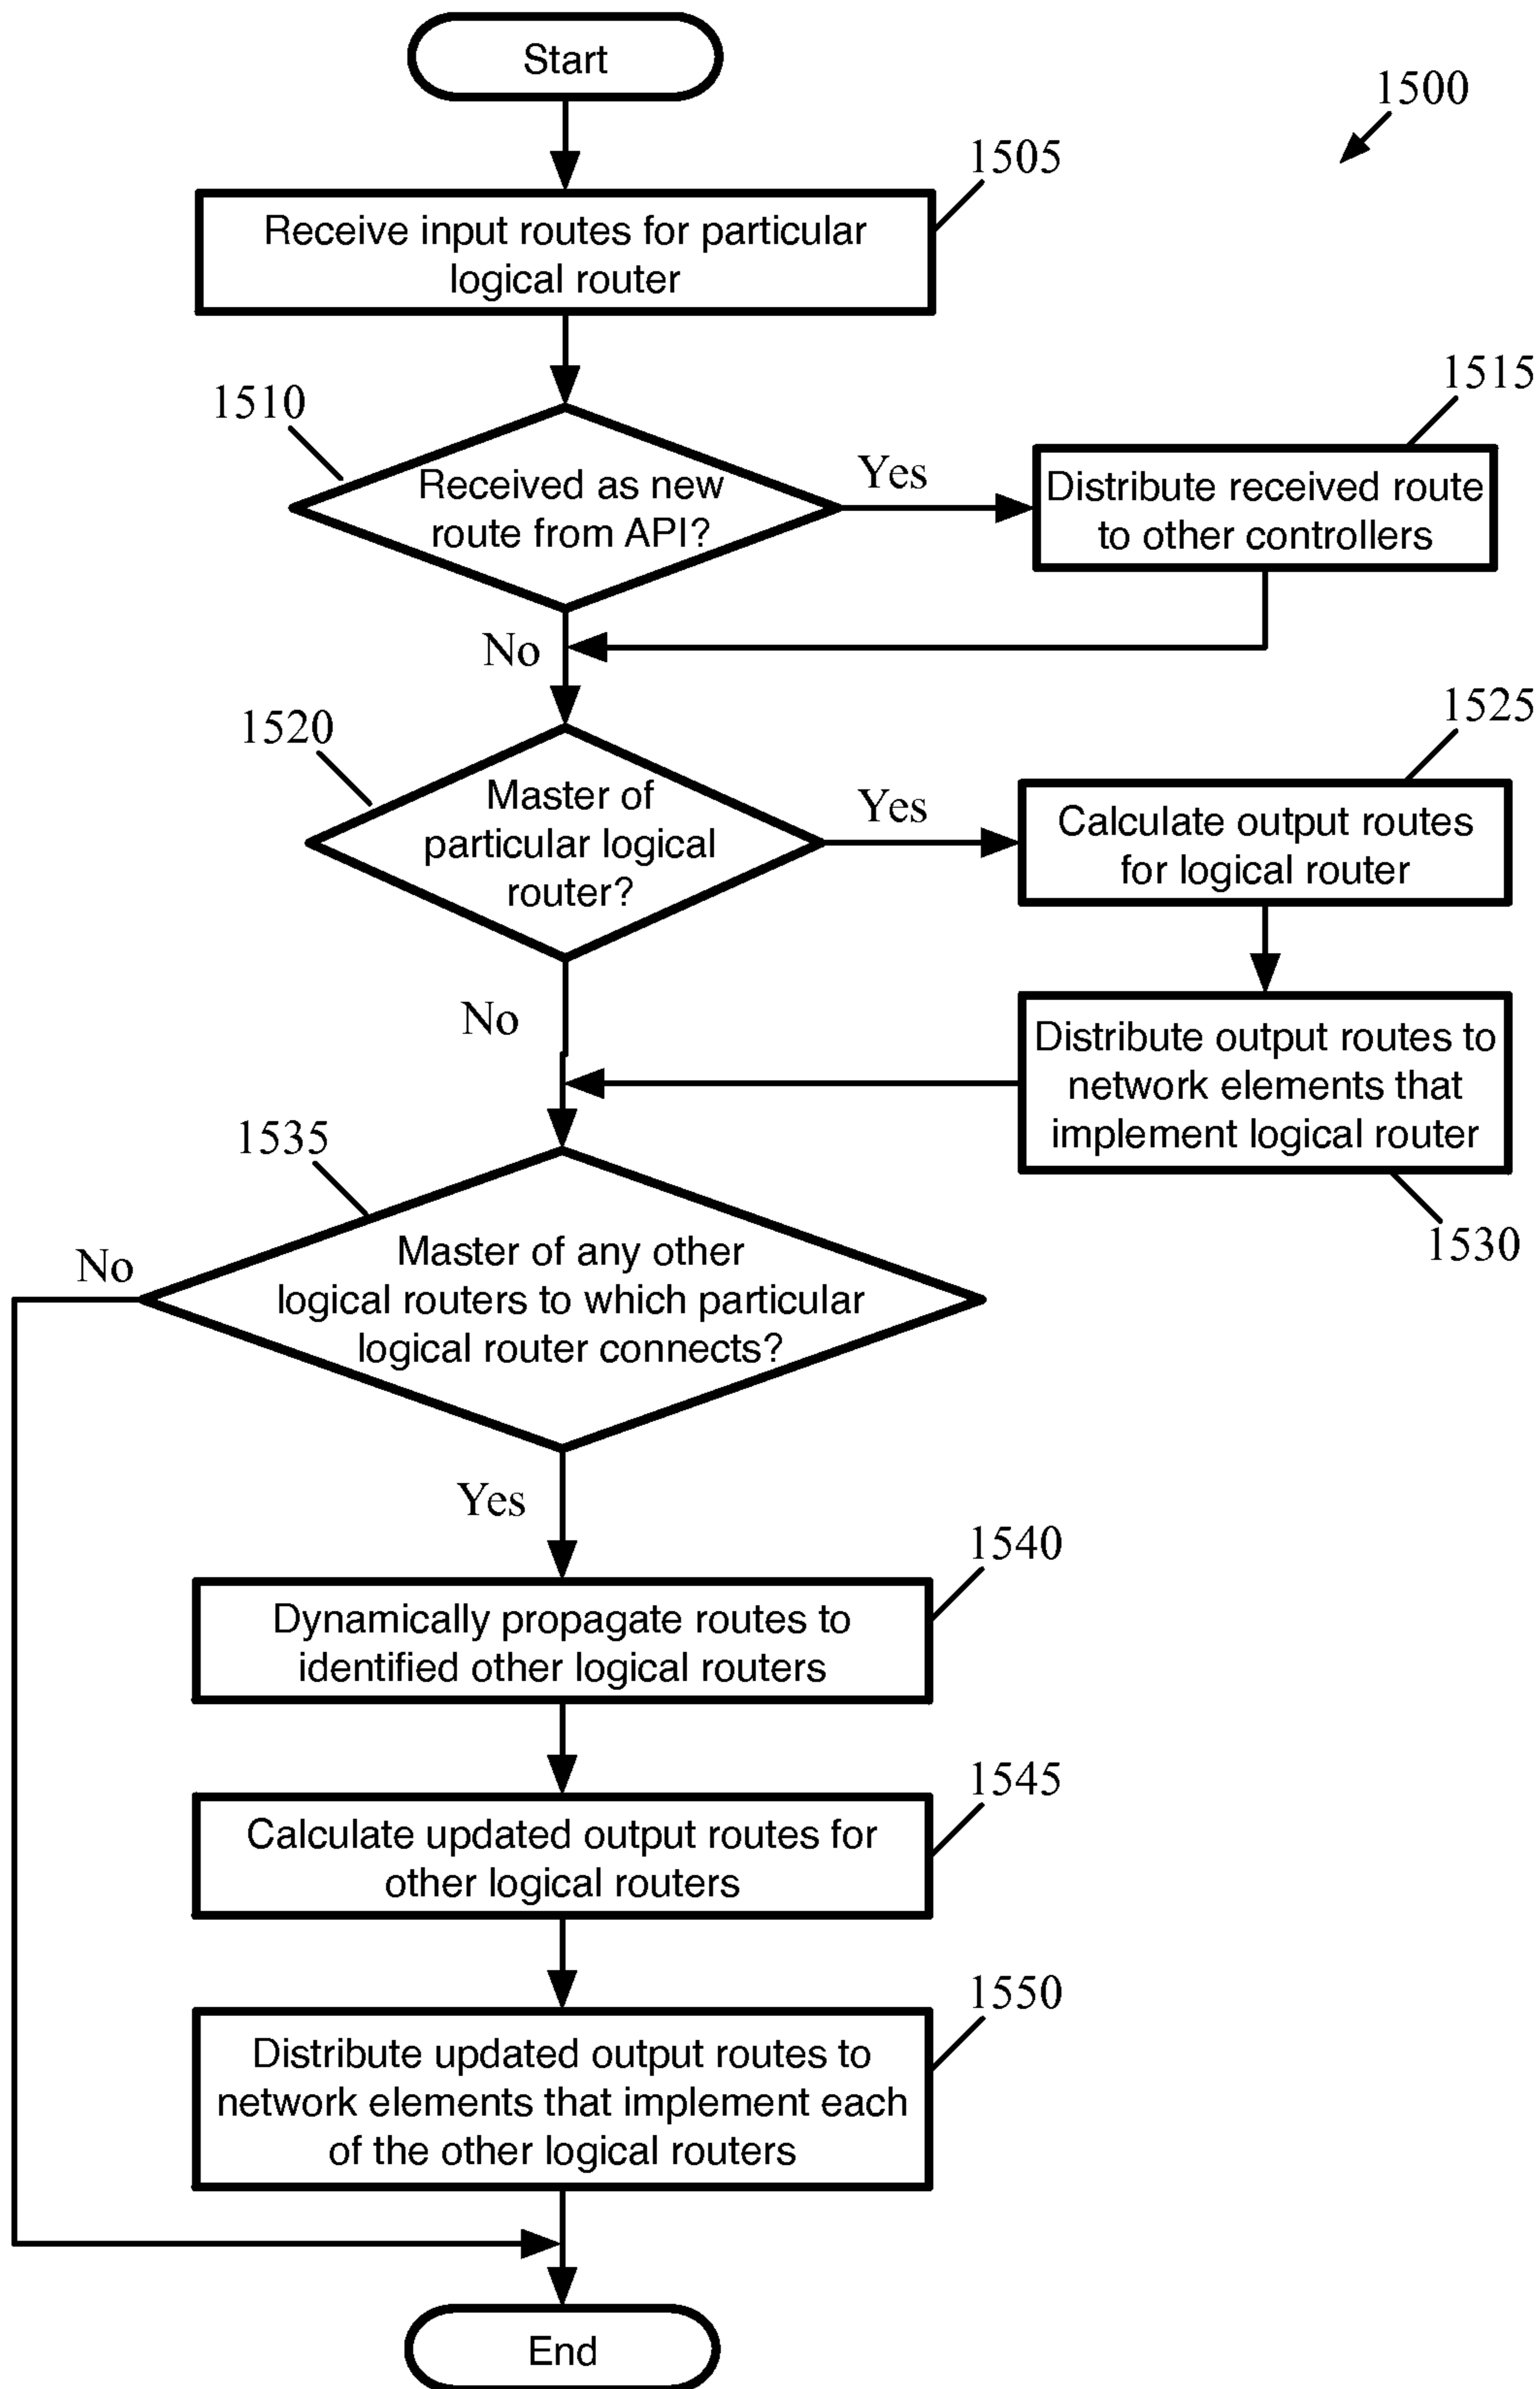 Start
1500
1505
Receive input routes for particular
logical router
1510
Received as new
route from API?
Yes
1515
Distribute received route
to other controllers
No
1520
Master of
particular logical
router?
Yes
1525
Calculate output routes
for logical router
No
Distribute output routes to
network elements that
implement logical router
1530
1535
No
Master of any other
logical routers to which particular
logical router connects?
Yes
1540
Dynamically propagate routes to
identified other logical routers
1545
Calculate updated output routes for
other logical routers
1550
Distribute updated output routes to
network elements that implement each
of the other logical routers
End